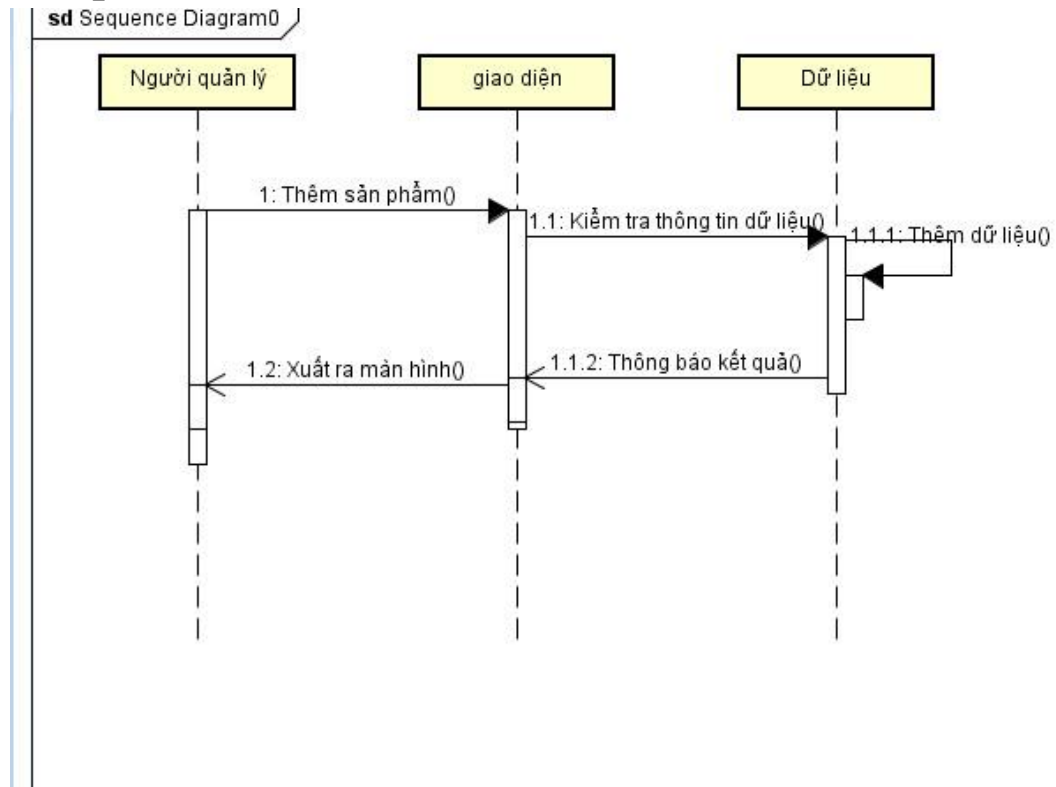 sd Sequence Diagram0
Người quản lý
giao diện
Dữ liệu
1: Thêm sản phẩm()
1.1: Kiểm tra thông tin dữ liệu()
1.1.1: Thêm dữ liệu()
1.2: Xuất ra màn hình()
1.1.2: Thông báo kết quả()